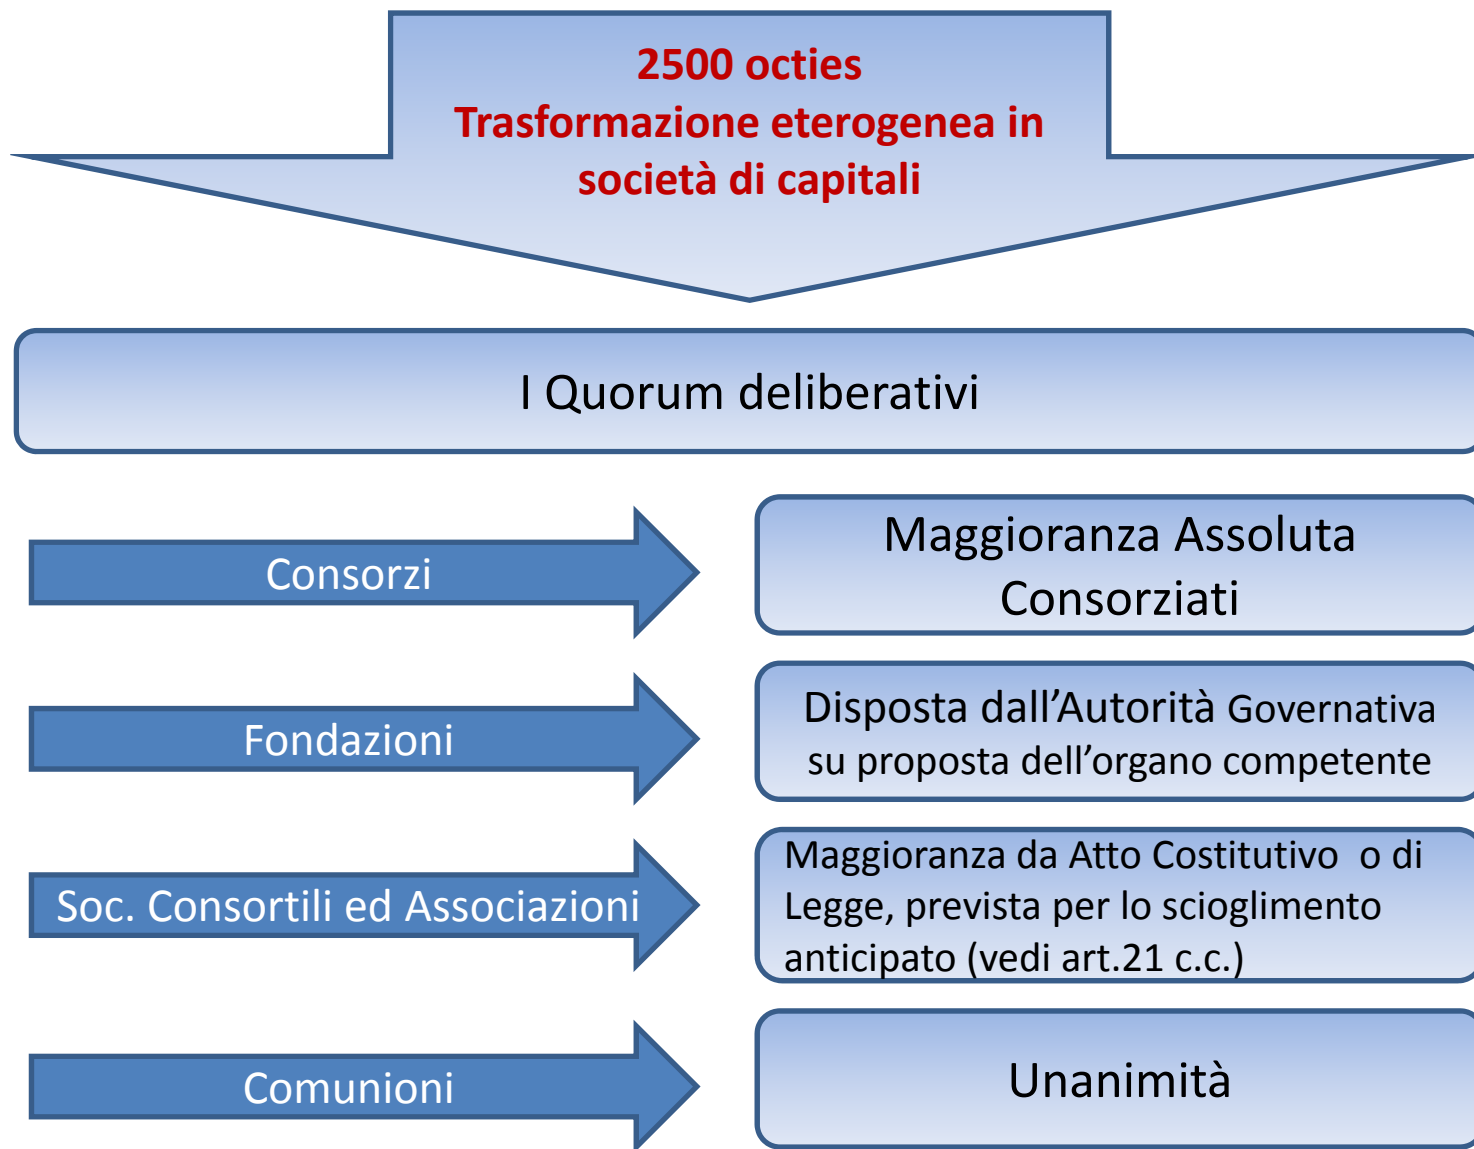 2500 octies
Trasformazione eterogenea in
società di capitali
I Quorum deliberativi
Consorzi
Maggioranza Assoluta
Consorziati
Fondazioni
Disposta dall’Autorità Governativa
su proposta dell’organo competente
Soc. Consortili ed Associazioni
Maggioranza da Atto Costitutivo o di
Legge, prevista per lo scioglimento
anticipato (vedi art.21 c.c.)
Comunioni
Unanimità